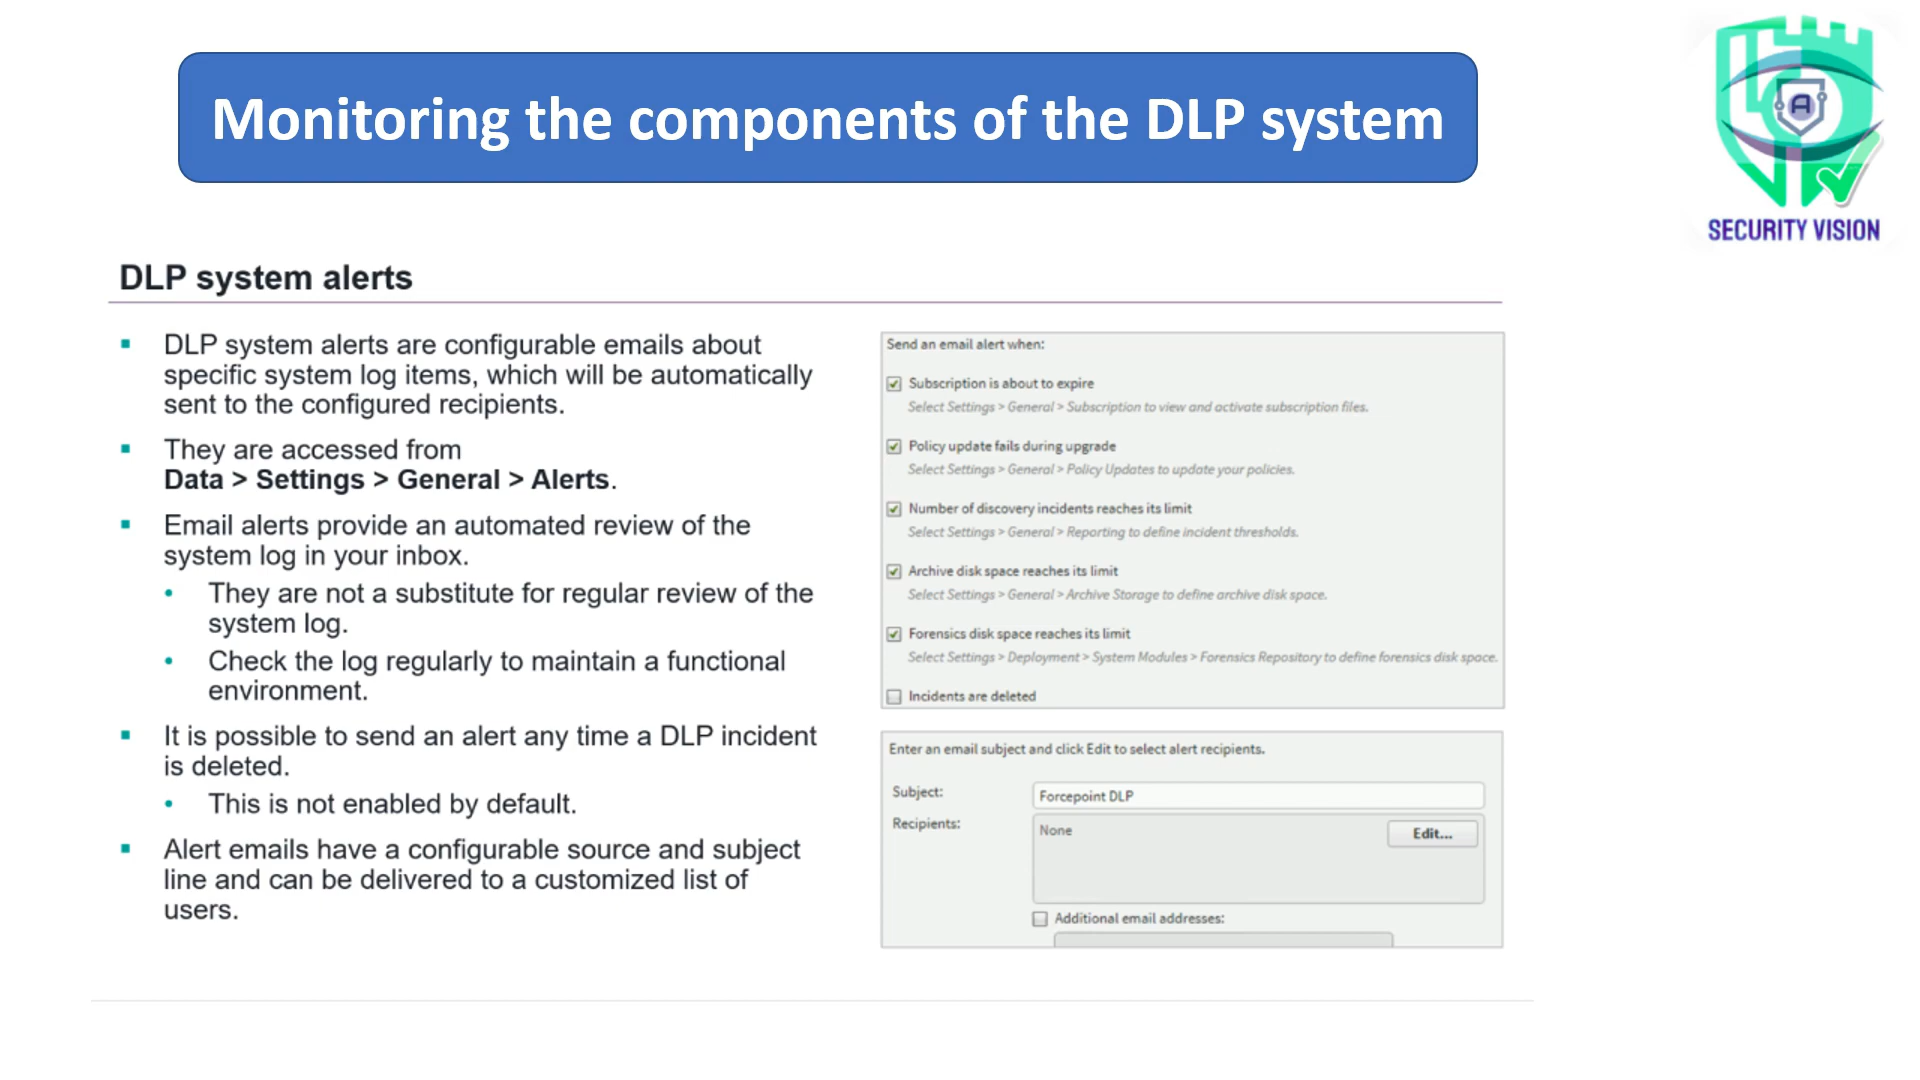 Monitoring the components of the DLP system
A
SECURITY VISION
DLP system alerts
DLP system alerts are configurable emails about
specific system log items, which will be automatically
sent to the configured recipients.
They are accessed from
Data > Settings > General > Alerts.
Email alerts provide an automated review of the
system log in your inbox.
They are not a substitute for regular review of the
system log.
Check the log regularly to maintain a functional
environment.
It is possible to send an alert any time a DLP incident
is deleted.
This is not enabled by default.
Alert emails have a configurable source and subject
line and can be delivered to a customized list of
users.
Send an email alert when:
Subscription is about to expire
Select Settings > General > Subscription to view and activate subscription files.
Policy update fails during upgrade
Select Settings > General > Policy Updates to update your policies.
Number of discovery incidents reaches its limit
Select Settings > General > Reporting to define incident thresholds.
Archive disk space reaches its limit
Select Settings > General > Archive Storage to define archive disk space.
Forensics disk space reaches its limit
Select Settings > Deployment > System Modules > Forensics Repository to define forensics disk space.
Incidents are deleted
Enter an email subject and click Edit to select alert recipients.
Subject:
Forcepoint DLP
Recipients:
None
Edit...
Additional email addresses: